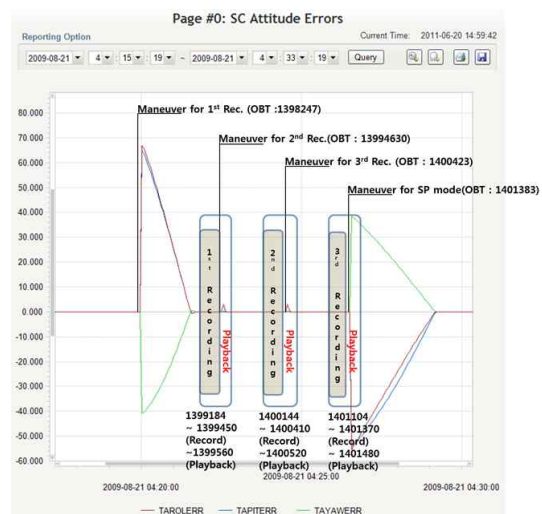 Page #0: SC Attitude Errors
Reporting Option
Current Time: 2011-06-20 14:59:42
2009-08-21 4 : 15 : 19 ~ 2009-08-21 4 : 33 : 19 Query
Maneuver for 1st Rec. (OBT : 1398247)
Maneuver for 2nd Rec.(OBT : 13994630)
Maneuver for 3rd Rec. (OBT : 1400423)
Maneuver for SP mode(OBT : 1401383)
80.000
70.000
60.000
50.000
40.000
30.000
20.000
10.000
0.000
-10.000
-20.000
-30.000
-40.000
-50.000
-60.000
1st Recording
Playback
2nd Recording
Playback
3rd Recording
Playback
1399184
~ 1399450
(Record)
~1399560
(Playback)
1400144
~ 1400410
(Record)
~1400520
(Playback)
1401104
~ 1401370
(Record)
~ 1401480
(Playback)
2009-08-21 04:20:00
2009-08-21 04:25:00
2009-08-21 04:30:00
TAROLERR TAPITERR TAYAWERR